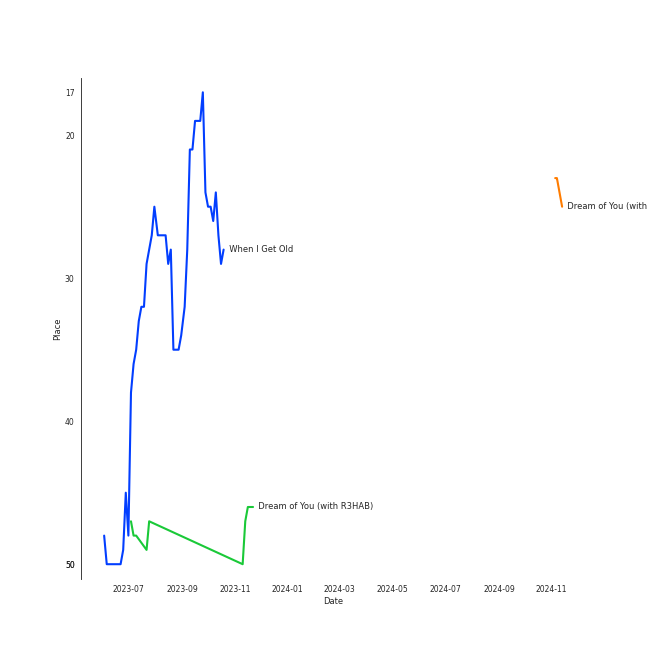 17
20
30
40
50
Place
When I Get Old
Dream of You (with
Dream of You (with R3HAB)
2023-07 2023-09 2023-11 2024-01 2024-03 2024-05 2024-07 2024-09 2024-11
Date